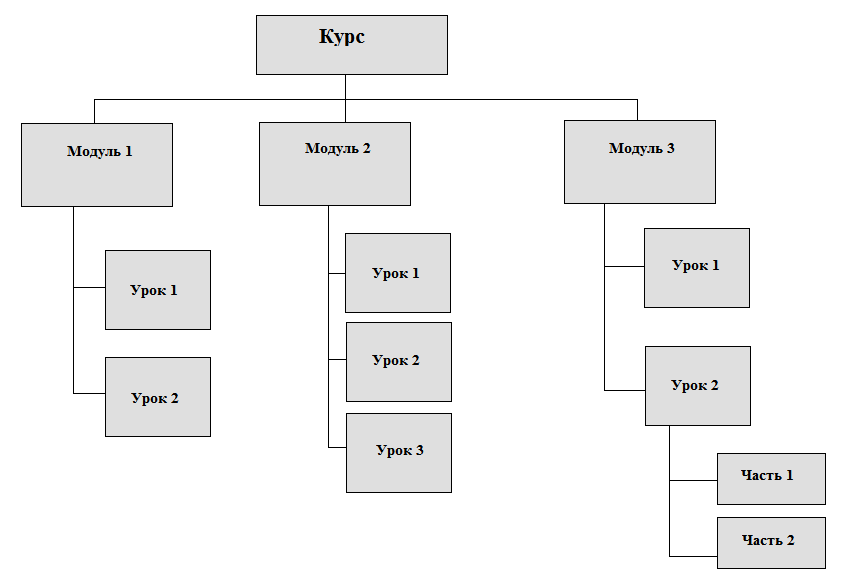 Курс
Модуль 1
Урок 1
Урок 2
Модуль 2
Урок 1
Урок 2
Урок 3
Модуль 3
Урок 1
Урок 2
Часть 1
Часть 2